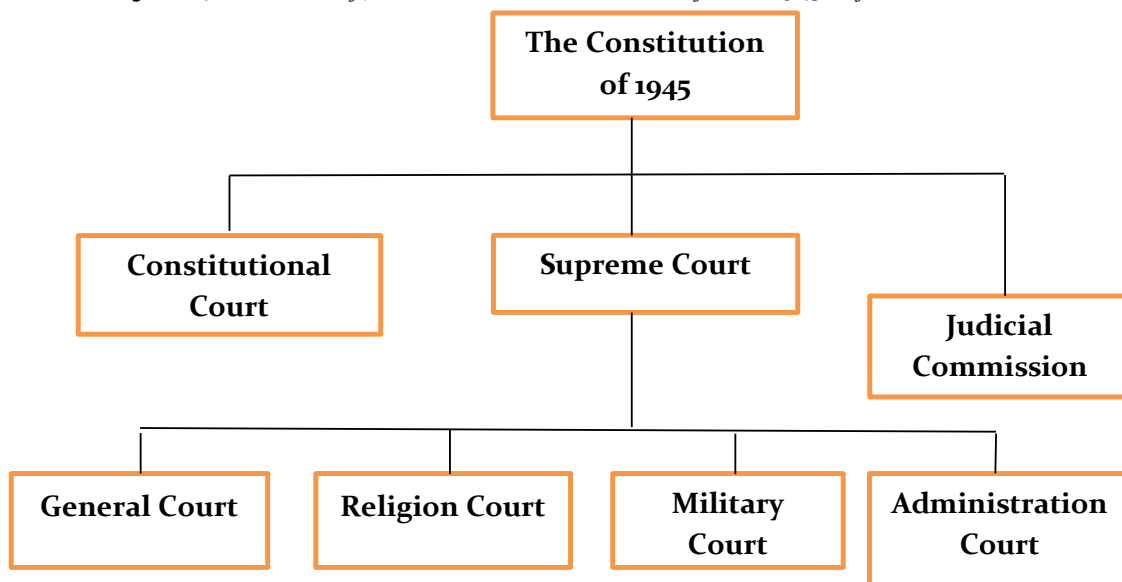 The Constitution
of 1945
Constitutional
Court
Supreme Court
Judicial
Commission
General Court
Religion Court
Military
Court
Administration
Court